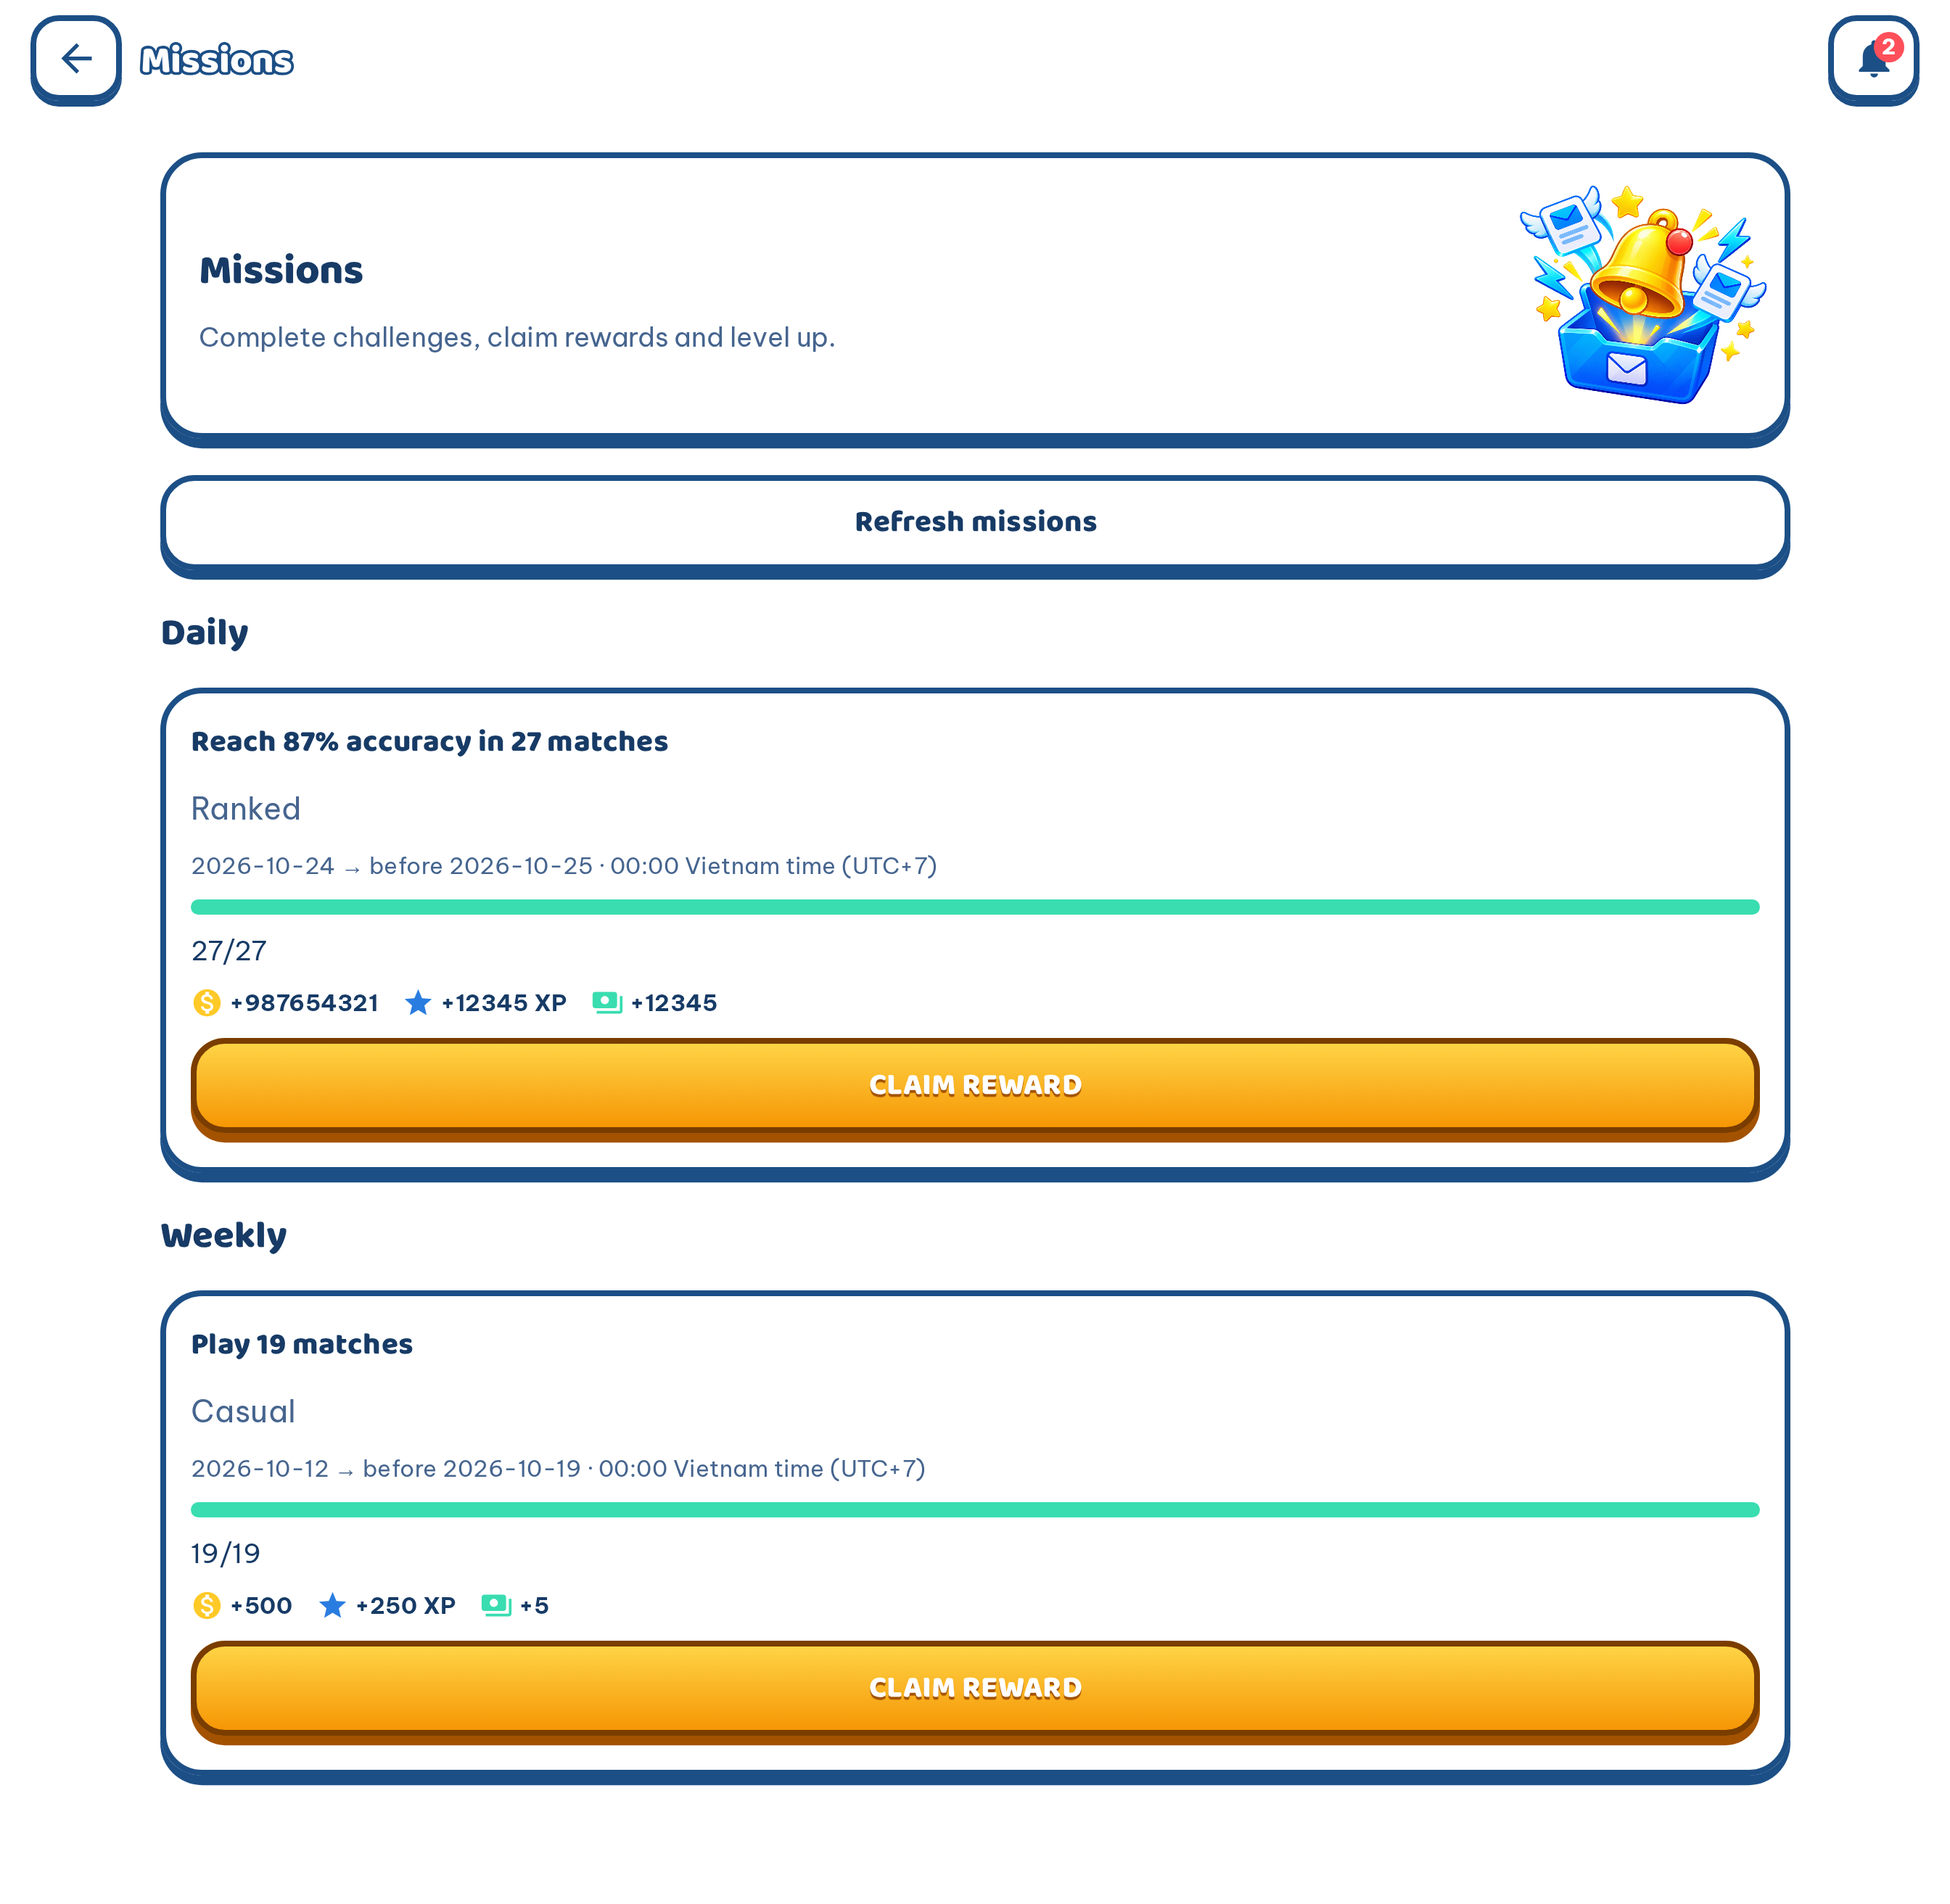 Missions
2
Missions
Complete challenges, claim rewards and level up.
Refresh missions
Daily
Reach 87% accuracy in 27 matches
Ranked
2026-10-24 → before 2026-10-25 · 00:00 Vietnam time (UTC+7)
27/27
+987654321 +12345 XP +12345
CLAIM REWARD
Weekly
Play 19 matches
Casual
2026-10-12 → before 2026-10-19 · 00:00 Vietnam time (UTC+7)
19/19
+500 +250 XP +5
CLAIM REWARD